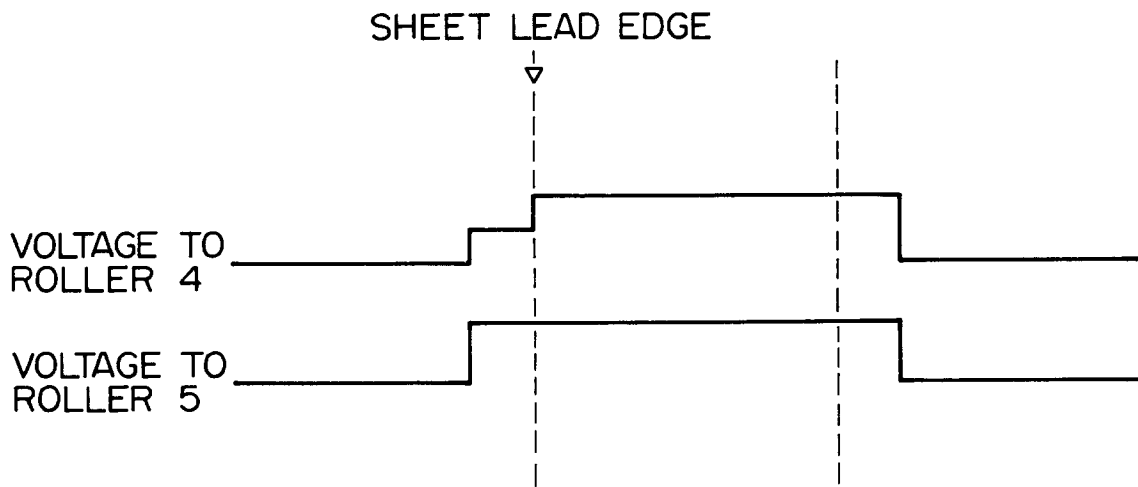 SHEET LEAD EDGE
VOLTAGE TO
ROLLER 4
VOLTAGE TO
ROLLER 5